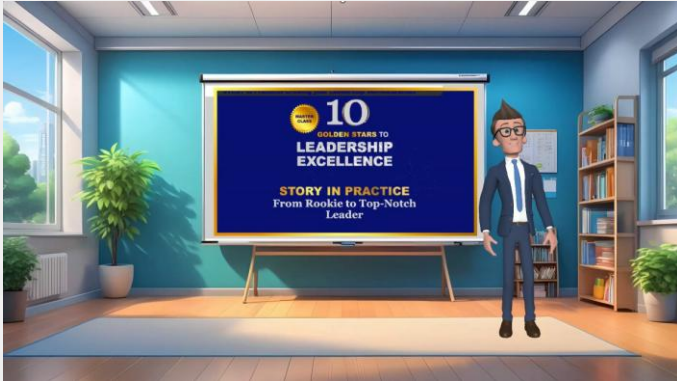 MASTER
CLASS
10
GOLDEN STARS TO
LEADERSHIP
EXCELLENCE
STORY IN PRACTICE
From Rookie to Top-Notch
Leader